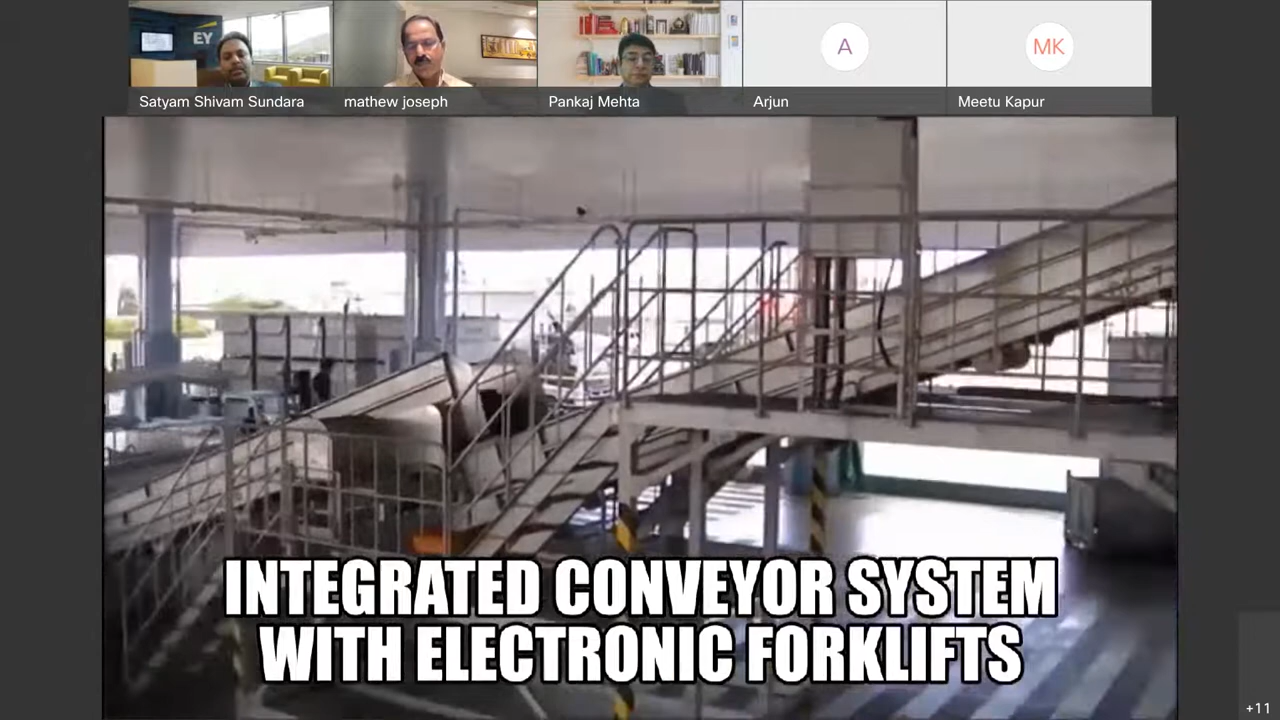 EY
Satyam Shivam Sundara
mathew joseph
Pankaj Mehta
A
Arjun
MK
Meetu Kapur
INTEGRATED CONVEYOR SYSTEM
WITH ELECTRONIC FORKLIFTS
+11